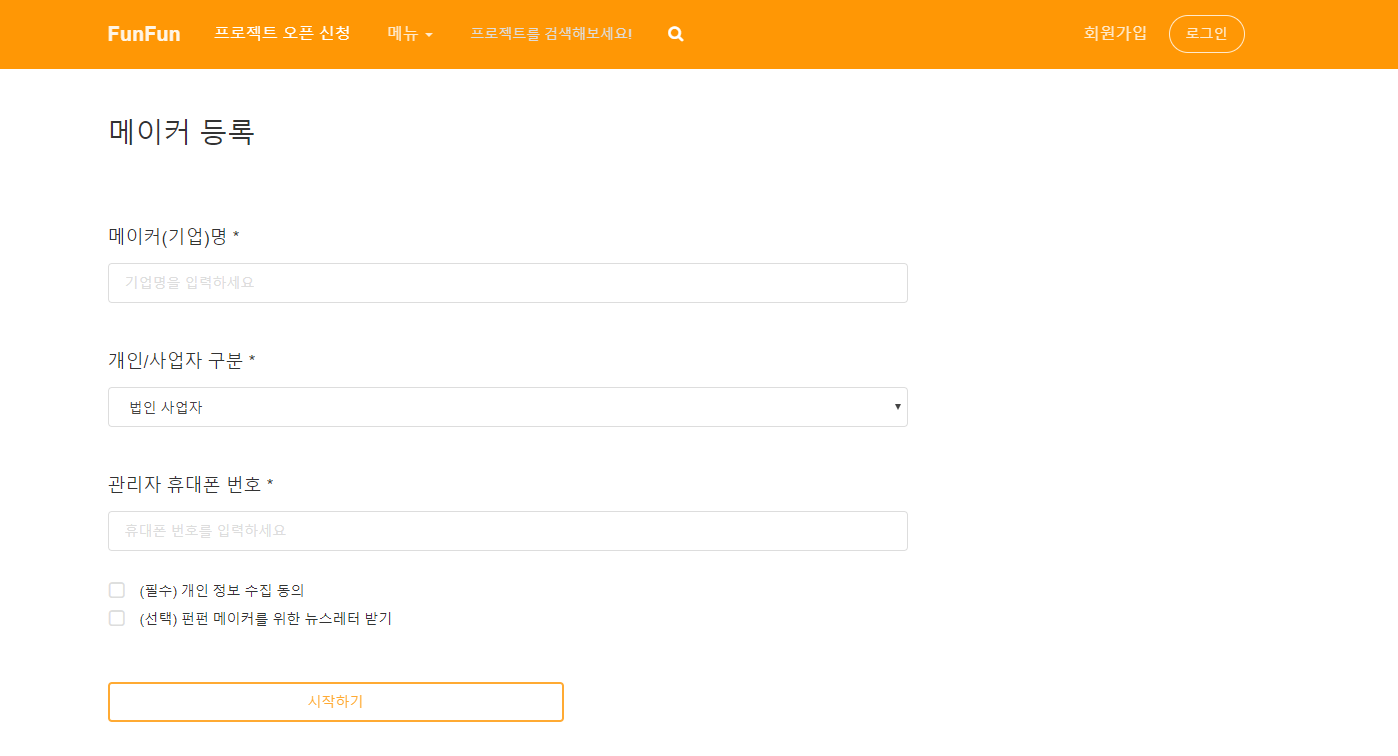 FunFun 프로젝트 오픈 신청 메뉴 프로젝트를 검색해보세요! 회원가입 로그인
메이커 등록
메이커(기업)명 *
기업명을 입력하세요
개인/사업자 구분 *
법인 사업자
관리자 휴대폰 번호 *
휴대폰 번호를 입력하세요
(필수) 개인 정보 수집 동의
(선택) 펀펀 메이커를 위한 뉴스레터 받기
시작하기